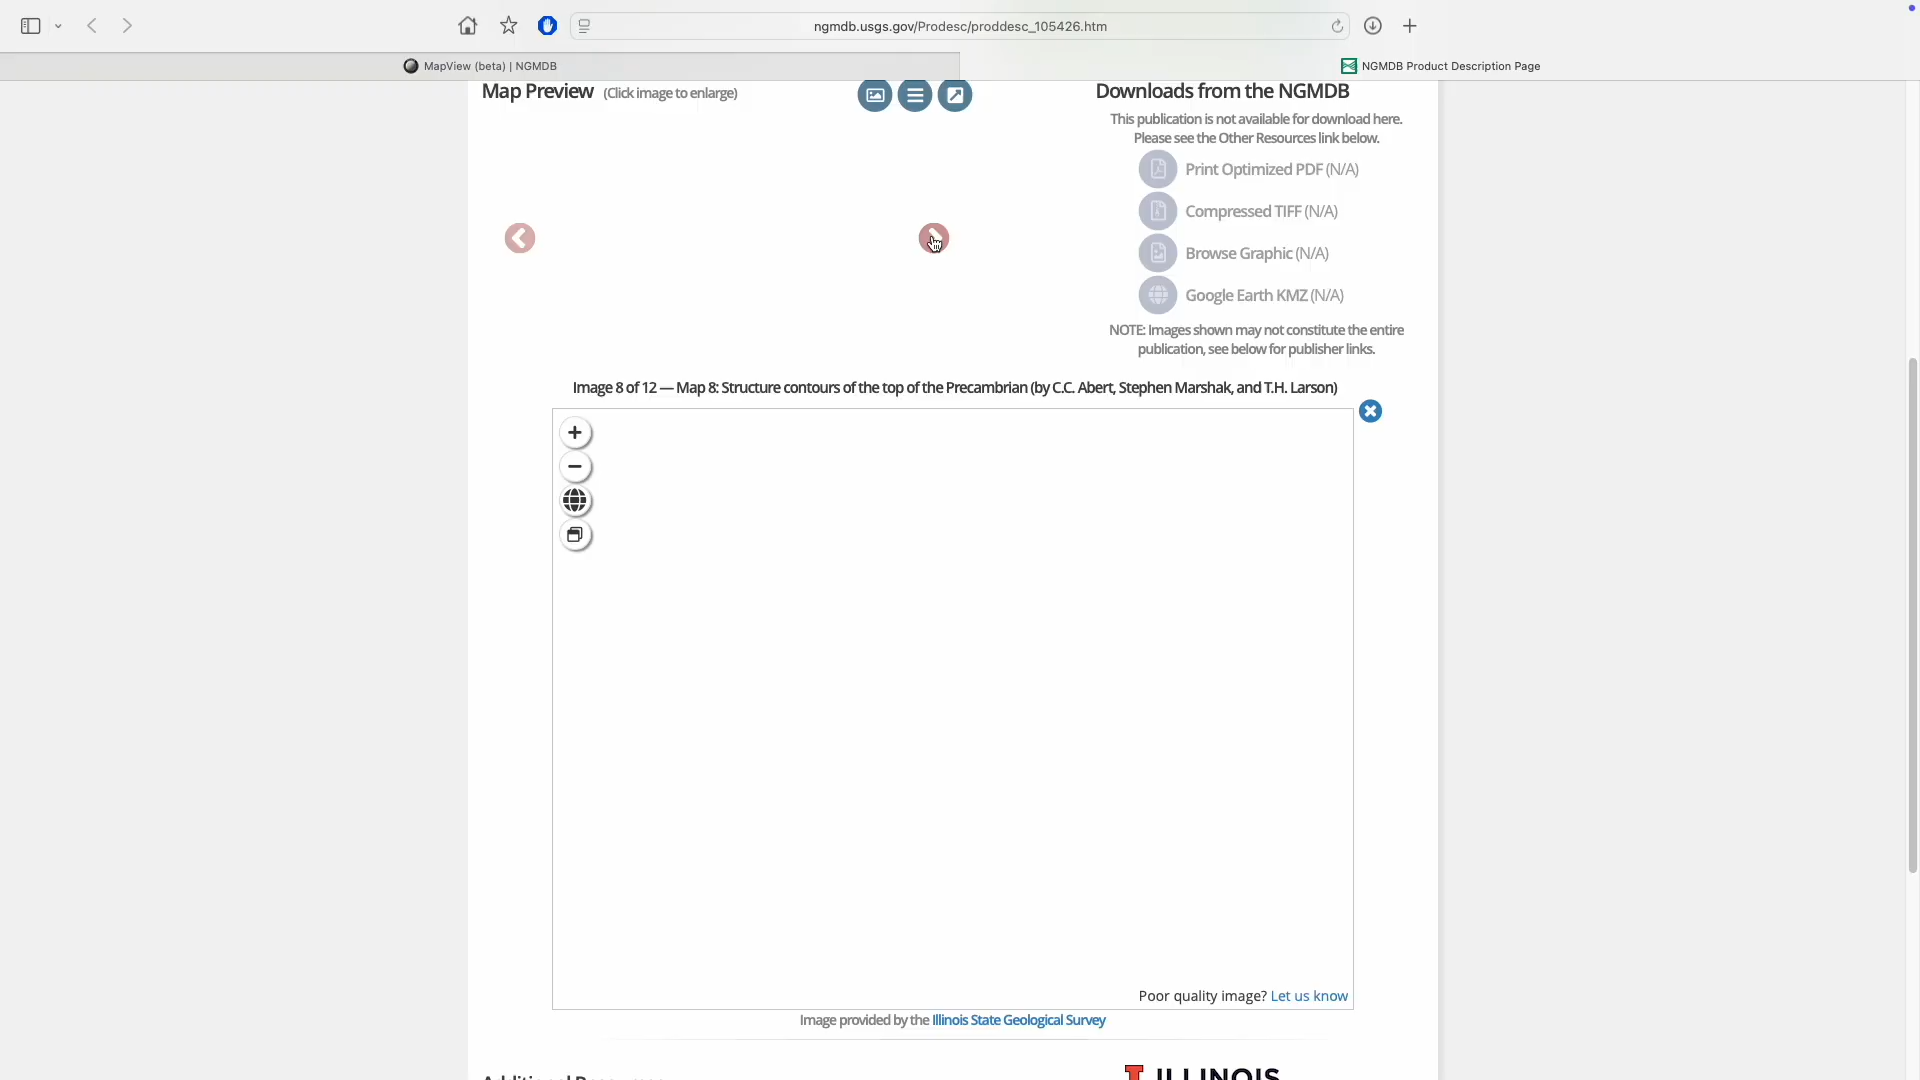 ngmdb.usgs.gov/Prodesc/proddesc_105426.htm
MapView (beta) | NGMDB
NGMDB Product Description Page
Map Preview (Click image to enlarge)
Downloads from the NGMDB
This publication is not available for download here.
Please see the Other Resources link below.
Print Optimized PDF (N/A)
Compressed TIFF (N/A)
Browse Graphic (N/A)
Google Earth KMZ (N/A)
NOTE: Images shown may not constitute the entire
publication, see below for publisher links.
Image 8 of 12 — Map 8: Structure contours of the top of the Precambrian (by C.C. Abert, Stephen Marshak, and T.H. Larson)
Poor quality image? Let us know
Image provided by the Illinois State Geological Survey
I ILLINOIS